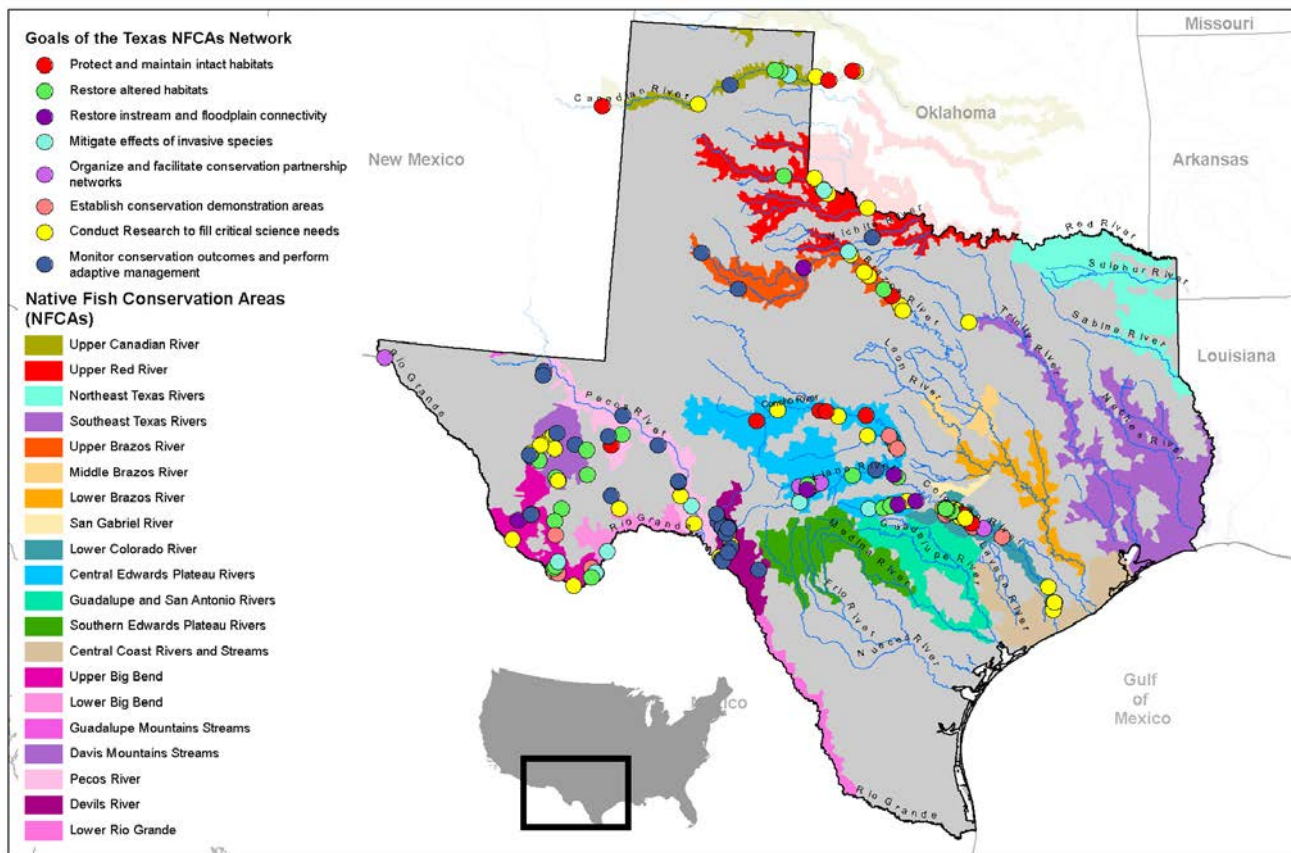 Goals of the Texas NFCAs Network
Protect and maintain intact habitats
Restore altered habitats
Restore instream and floodplain connectivity
Mitigate effects of invasive species
Organize and facilitate conservation partnership
networks
Establish conservation demonstration areas
Conduct Research to fill critical science needs
Monitor conservation outcomes and perform
adaptive management
Native Fish Conservation Areas
(NFCAs)
Upper Canadian River
Upper Red River
Northeast Texas Rivers
Southeast Texas Rivers
Upper Brazos River
Middle Brazos River
Lower Brazos River
San Gabriel River
Lower Colorado River
Central Edwards Plateau Rivers
Guadalupe and San Antonio Rivers
Southern Edwards Plateau Rivers
Central Coast Rivers and Streams
Upper Big Bend
Lower Big Bend
Guadalupe Mountains Streams
Davis Mountains Streams
Pecos River
Devils River
Lower Rio Grande
Missouri
Oklahoma
Arkansas
New Mexico
Louisiana
Gulf
of
Mexico
Canadian River
Wichita River
Red River
Sulphur River
Sabine River
Trinity River
Neches River
Leon River
Rio Grande
Pecos River
Concho River
Rio Grande
Guadalupe River
Medina River
Lavaca River
Frio River
Nueces River
Rio Grande